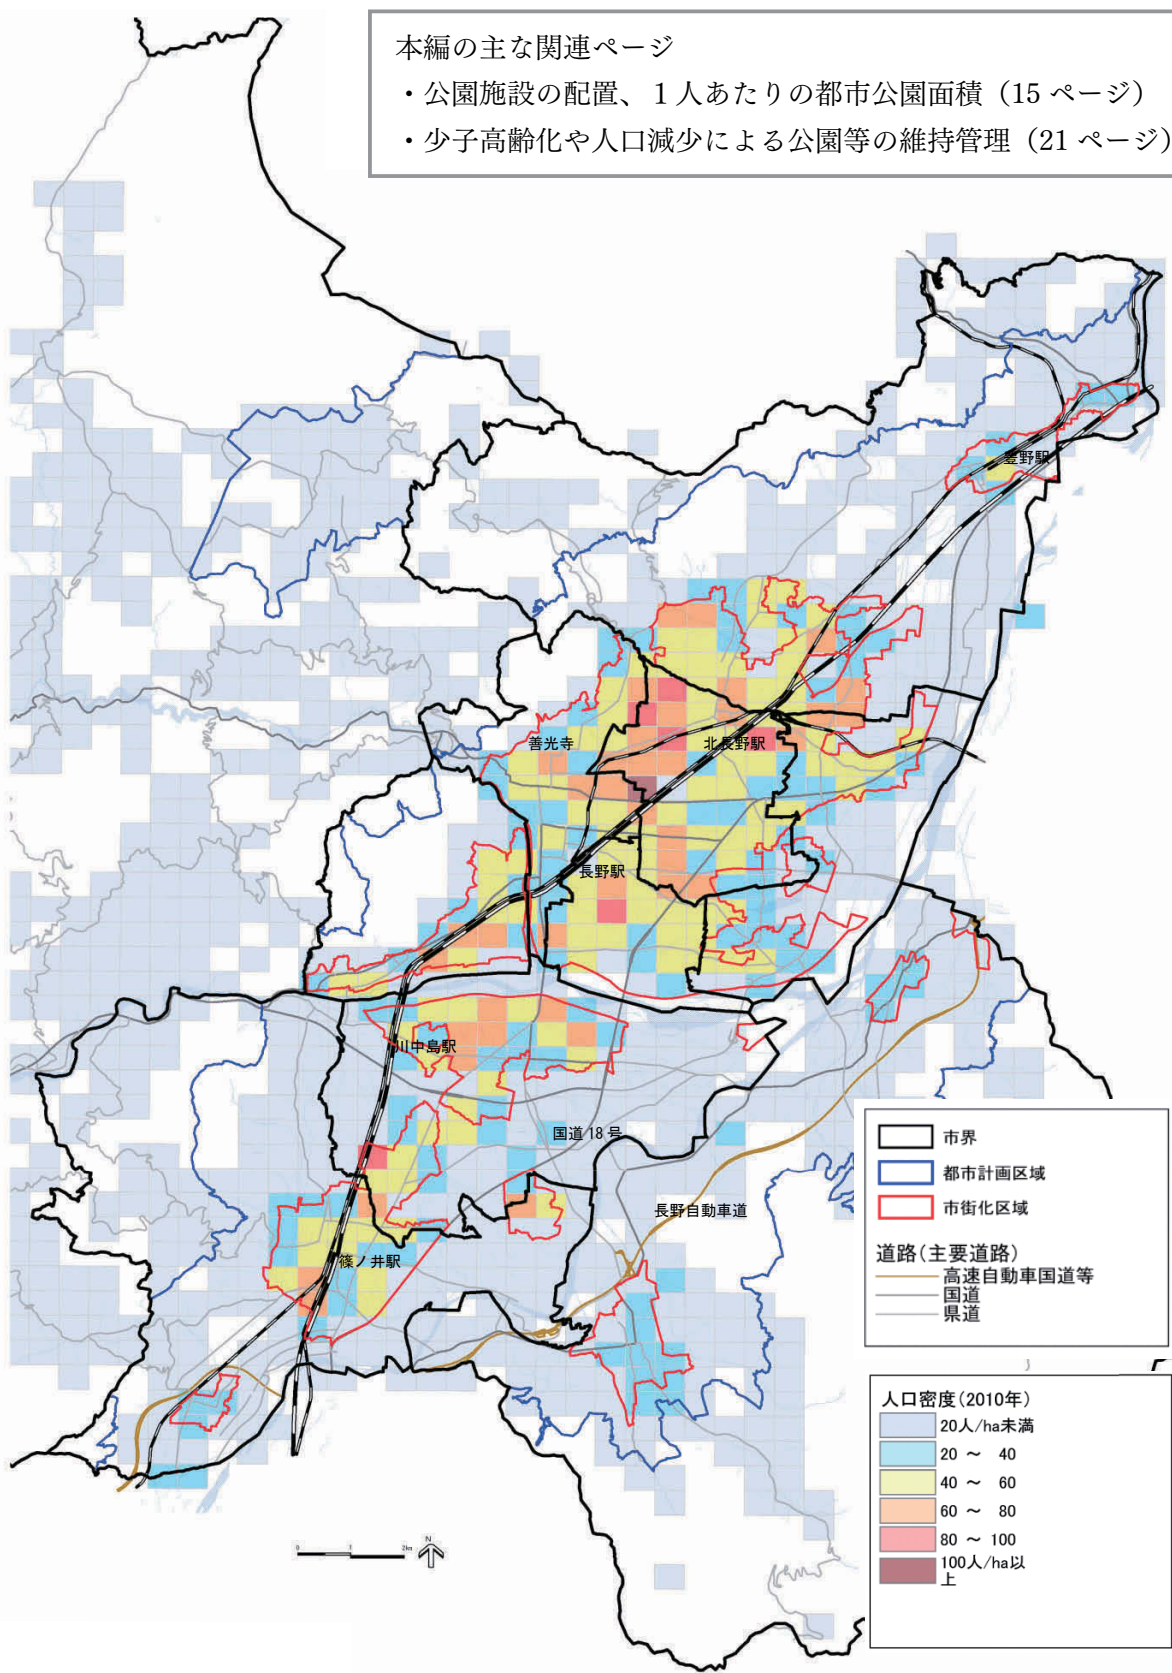 本編の主な関連ページ
・公園施設の配置、1人あたりの都市公園面積（15 ページ）
・少子高齢化や人口減少による公園等の維持管理（21 ページ）
豊野駅
善光寺
北長野駅
長野駅
川中島駅
国道 18 号
長野自動車道
篠ノ井駅
市界
都市計画区域
市街化区域
道路(主要道路)
高速自動車国道等
国道
県道
人口密度(2010年)
20人/ha未満
20 ～ 40
40 ～ 60
60 ～ 80
80 ～ 100
100人/ha以
上
0 1 2km
N